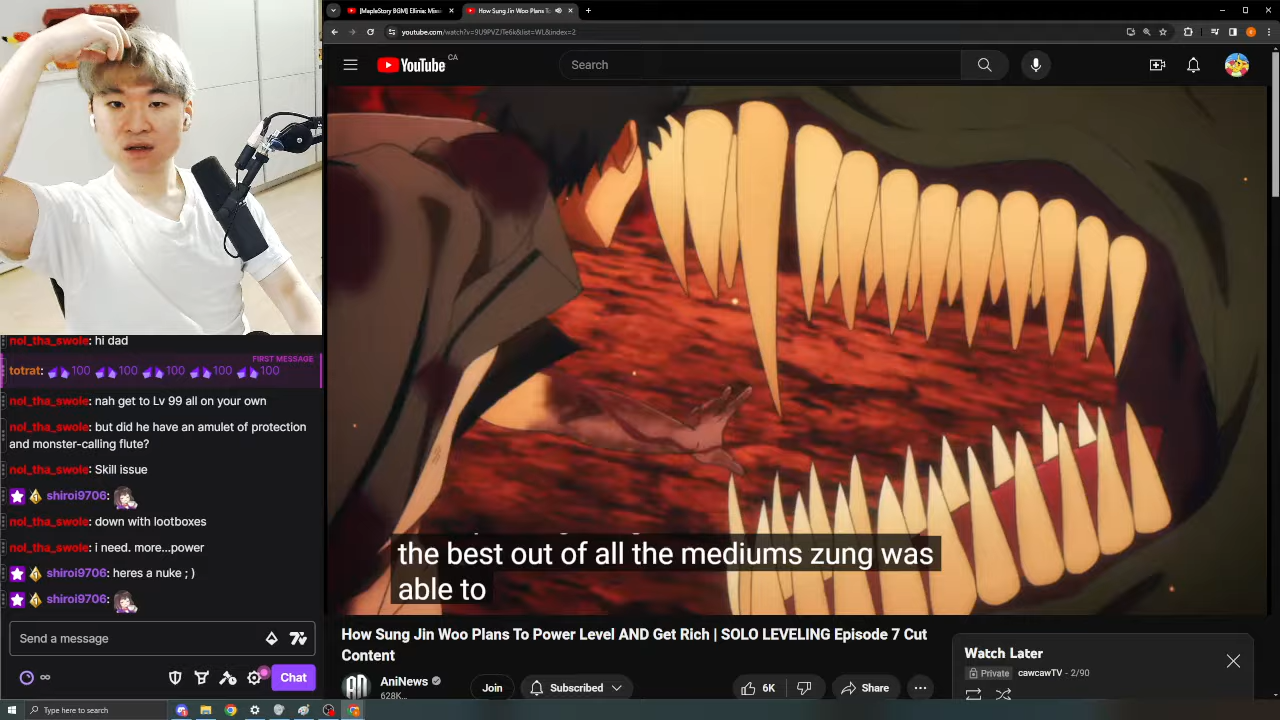 [MapleStory BGM] Ellinia: Miss
How Sung Jin Woo Plans To
youtube.com/watch?v=9U9PVZJTe6k&list=WL&index=2
YouTube CA
Search
the best out of all the mediums zung was
able to
How Sung Jin Woo Plans To Power Level AND Get Rich | SOLO LEVELING Episode 7 Cut
Content
AniNews
628K...
Join
Subscribed
6K
Share
Watch Later
Private cawcawTV - 2/90
nol_tha_swole: hi dad
FIRST MESSAGE
totrat: 100 100 100 100 100
nol_tha_swole: nah get to Lv 99 all on your own
nol_tha_swole: but did he have an amulet of protection
and monster-calling flute?
nol_tha_swole: Skill issue
shiroi9706:
nol_tha_swole: down with lootboxes
nol_tha_swole: i need. more...power
shiroi9706: heres a nuke ; )
shiroi9706:
Send a message
∞
Chat
Type here to search